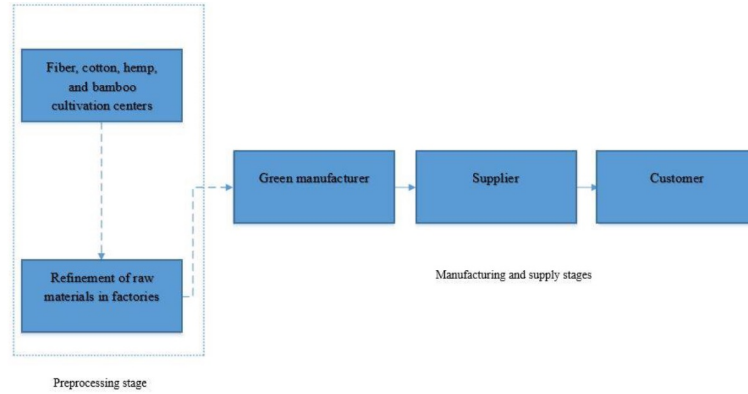 Fiber, cotton, hemp,
and bamboo
cultivation centers
Green manufacturer
Supplier
Customer
Refinement of raw
materials in factories
Manufacturing and supply stages
Preprocessing stage